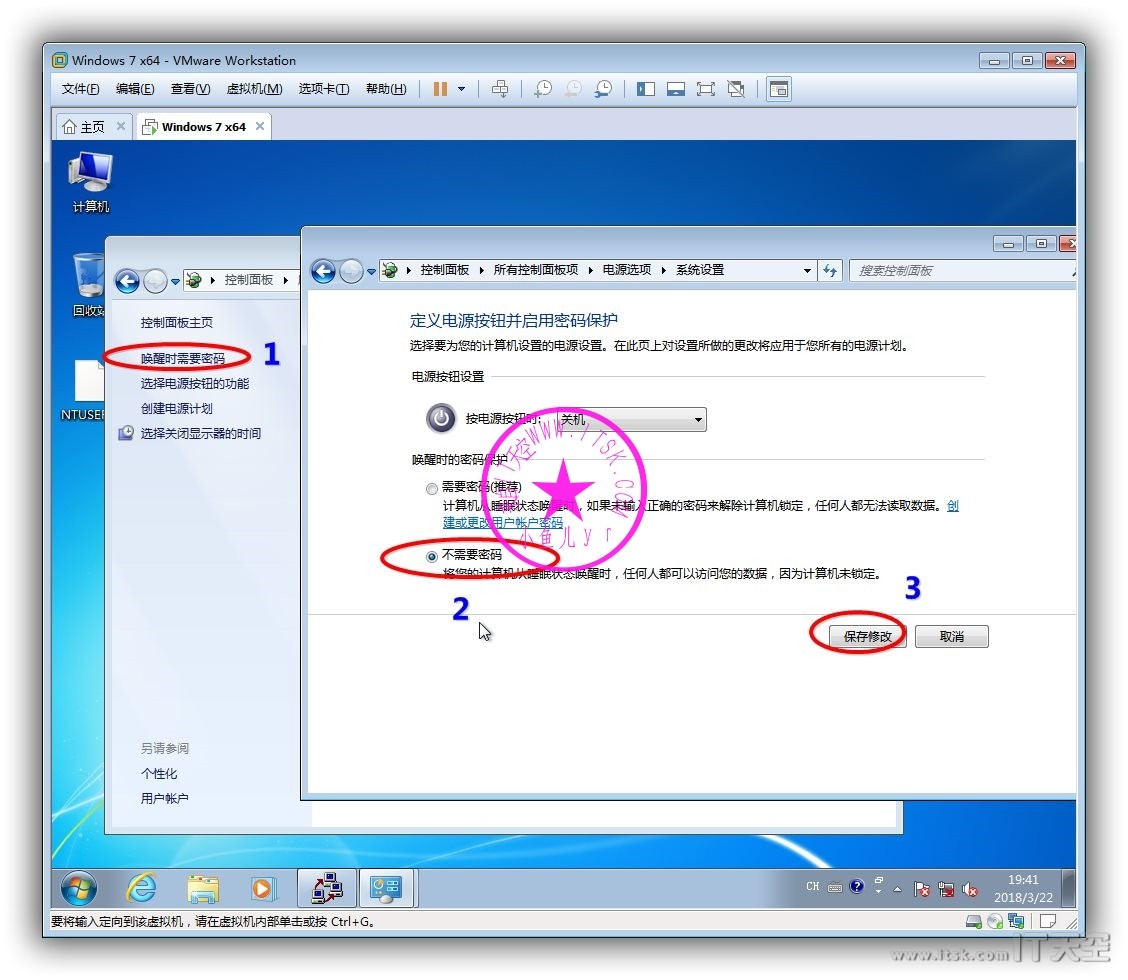 Windows 7 x64 - VMware Workstation
文件(F) 编辑(E) 查看(V) 虚拟机(M) 选项卡(T) 帮助(H)
主页 Windows 7 x64
计算机
回收站
NTUSER
控制面板
控制面板主页
唤醒时需要密码 1
选择电源按钮的功能
创建电源计划
选择关闭显示器的时间
另请参阅
个性化
用户帐户
控制面板 所有控制面板项 电源选项 系统设置 搜索控制面板
定义电源按钮并启用密码保护
选择要为您的计算机设置的电源设置。在此页上对设置所做的更改将应用于您所有的电源计划。
电源按钮设置
按电源按钮时: 关机
唤醒时的密码保护
需要密码(推荐)
计算机从睡眠状态唤醒时，如果未输入正确的密码来解除计算机锁定，任何人都无法读取数据。创
建或更改用户帐户密码
不需要密码
将您的计算机从睡眠状态唤醒时，任何人都可以访问您的数据，因为计算机未锁定。
2
3
保存修改 取消
IT天空WWW.ITSK.COM
小鱼儿yr
CH 19:41
2018/3/22
要将输入定向到该虚拟机，请在虚拟机内部单击或按 Ctrl+G。
www.itsk.com IT天空